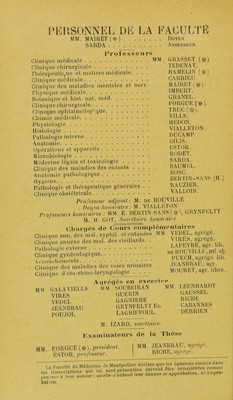 PERSONNEL DE LA FACULTÉ
MM. MAIRET (✻) . . . . . Doyen
SARDA . . . . . Assesseur
Professeurs
Clinique médicale . . . . . MM. GRASSET (✻)
Clinique chirurgicale . . . . . TEDENAT.
Thérapeutique et matière médicale. . . . . HAMELIN (✻)
Clinique médicale . . . . . CARRIEU.
Clinique des maladies mentales et nerv. MAIRET (✻)
Physique médicale . . . . . IMBERT.
Botanique et hist. nat. méd. . . . . GRANEL.
Clinique chirurgicale . . . . . FORGUE (✻)
Clinique ophtalmologique. . . . . TRUC (✻).
Chimie médicale . . . . . VILLE.
Physiologie . . . . . HEDON.
Histologie . . . . . VIALLETON
Pathologie interne . . . . . DUCAMP.
Anatomie . . . . . GILIS.
Opérations et appareils . . . . . ESTOR.
Microbiologie . . . . . RODET.
Médecine légale et toxicologie . . . . . SARDA.
Clinique des maladies des enfants . . . . . BAUMEL.
Anatomie pathologique . . . . . BOSC.
Hygiène . . . . . BERTIN-SANS (H.)
Pathologie et thérapeutique générales . . . . . RAUZIER.
Clinique obstétricale . . . . . VALLOIS.
Professeur adjoint : M. de ROUVILLE
Doyen honoraire : M. VIALLETON
Professeurs honoraires : MM. E. BERTIN-SANS (✻), GRYNFELTT
M. H. GOT, Secrétaire honoraire
Chargés de Cours complémentaires
Clinique ann. des mal. syphil. et cutanées MM. VEDEL, agrégé.
Clinique annexe des mal. des vieillards. VIRES, agrégé.
Pathologie externe . . . . . LAPEYRE, agr. lib.
Clinique gynécologique . . . . . de ROUVILLE, prof. adj.
Accouchements . . . . . PUECH, agrégé lib.
Clinique des maladies des voies urinaires JEANBRAU, agr.
Clinique d'oto-rhino-laryngologie . . . . . MOURET, agr. libre.
Agrégés en exercice
MM. GALAVIELLE MM. SOUBEIRAN MM. LEENHARDT
VIRES GUERIN GAUSSEL
VEDEL GAGNIERE RICHE
JEANBRAU GRYNFELTT Ed. CABANNES
POUJOL LAGRIFFOUL. DERRIEN
M. IZARD, secrétaire.
Examinateurs de la Thèse
MM. FORGUE (✻), président. MM. JEANBRAU, agrégé.
ESTOR, professeur. RICHE, agrégé.
La Faculté de Médecine de Montpellier déclare que les opinions émises dans
les Dissertations qui lui sont présentées doivent être considérées comme
propres à leur auteur ; qu'elle n'entend leur donner ni approbation, ni improbation.